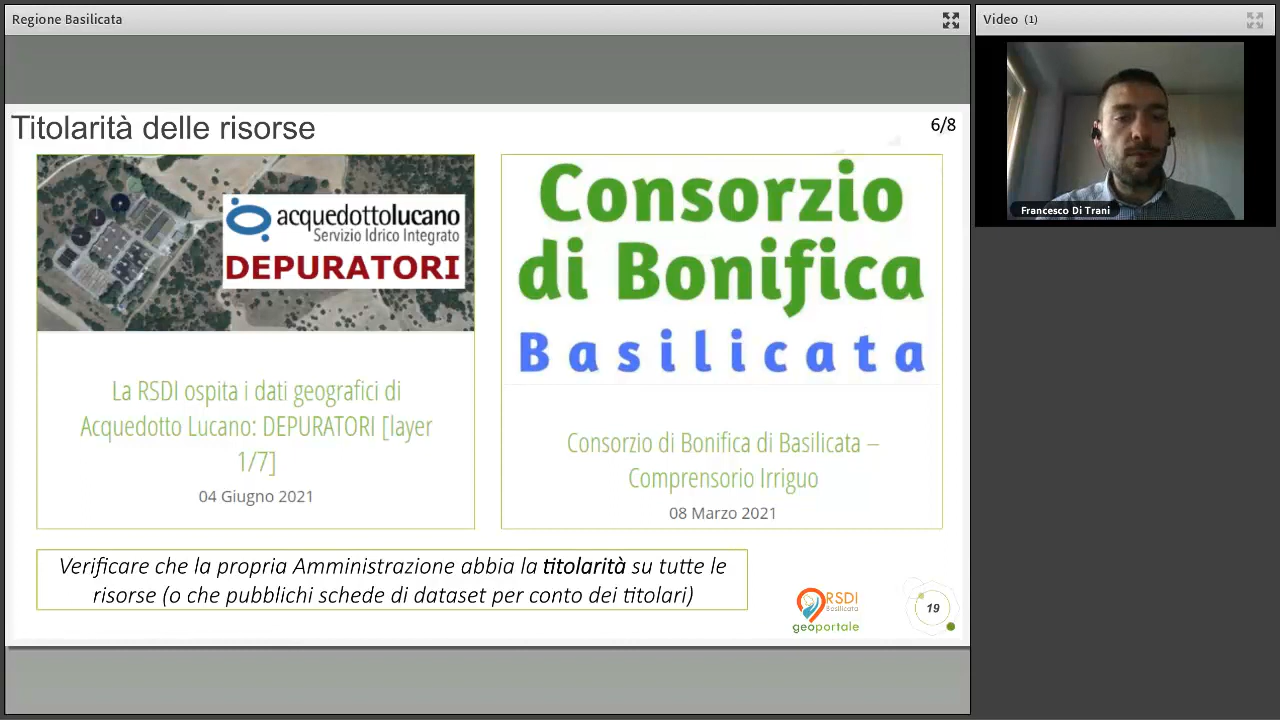 Regione Basilicata
Video (1)
Titolarità delle risorse
6/8
acquedottolucano
Servizio Idrico Integrato
DEPURATORI
Consorzio
di Bonifica
Basilicata
La RSDI ospita i dati geografici di
Acquedotto Lucano: DEPURATORI [layer
1/7]
04 Giugno 2021
Consorzio di Bonifica di Basilicata –
Comprensorio Irriguo
08 Marzo 2021
Verificare che la propria Amministrazione abbia la titolarità su tutte le
risorse (o che pubblichi schede di dataset per conto dei titolari)
RSDI
Basilicata
geoportale
19
Francesco Di Trani